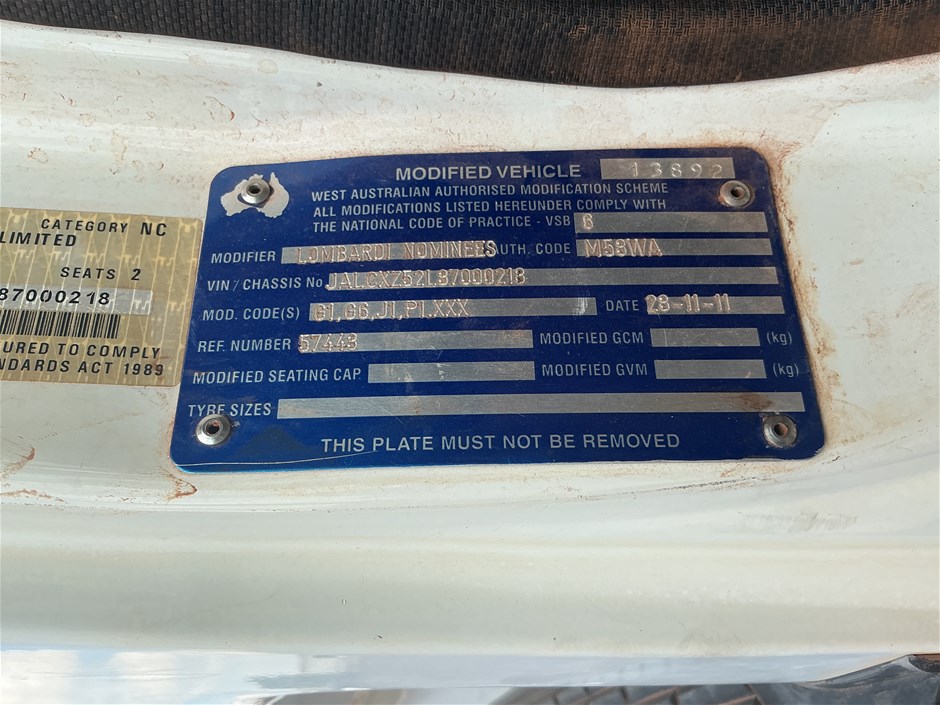 CATEGORY NC
LIMITED
SEATS 2
87000218
URED TO COMPLY
NDARDS ACT 1989
MODIFIED VEHICLE 13892
WEST AUSTRALIAN AUTHORISED MODIFICATION SCHEME
ALL MODIFICATIONS LISTED HEREUNDER COMPLY WITH
THE NATIONAL CODE OF PRACTICE - VSB 6
MODIFIER LOMBARDI NOMINEES AUTH. CODE M53WA
VIN / CHASSIS No JALCXZ52LB7000218
MOD. CODE(S) G1,G6,J1,P1.XXX DATE 23-11-11
REF. NUMBER 57443 MODIFIED GCM (kg)
MODIFIED SEATING CAP. MODIFIED GVM (kg)
TYRE SIZES
THIS PLATE MUST NOT BE REMOVED